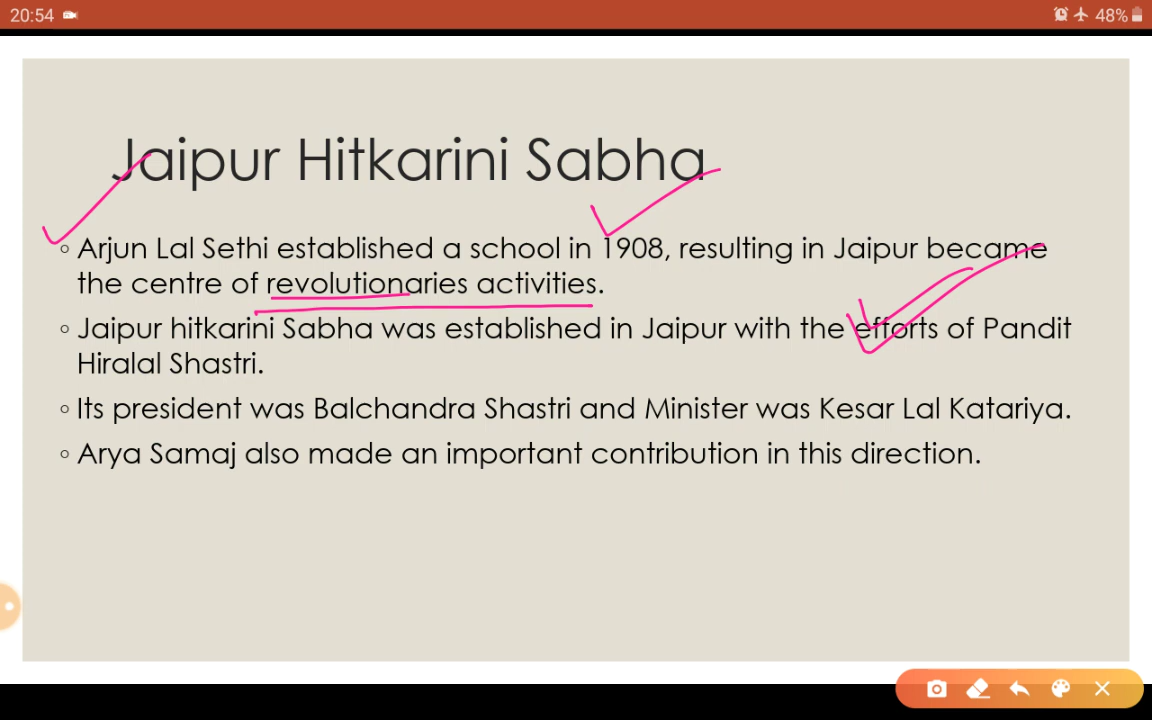 20:54
48%
Jaipur Hitkarini Sabha
Arjun Lal Sethi established a school in 1908, resulting in Jaipur became
the centre of revolutionaries activities.
Jaipur hitkarini Sabha was established in Jaipur with the efforts of Pandit
Hiralal Shastri.
Its president was Balchandra Shastri and Minister was Kesar Lal Katariya.
Arya Samaj also made an important contribution in this direction.